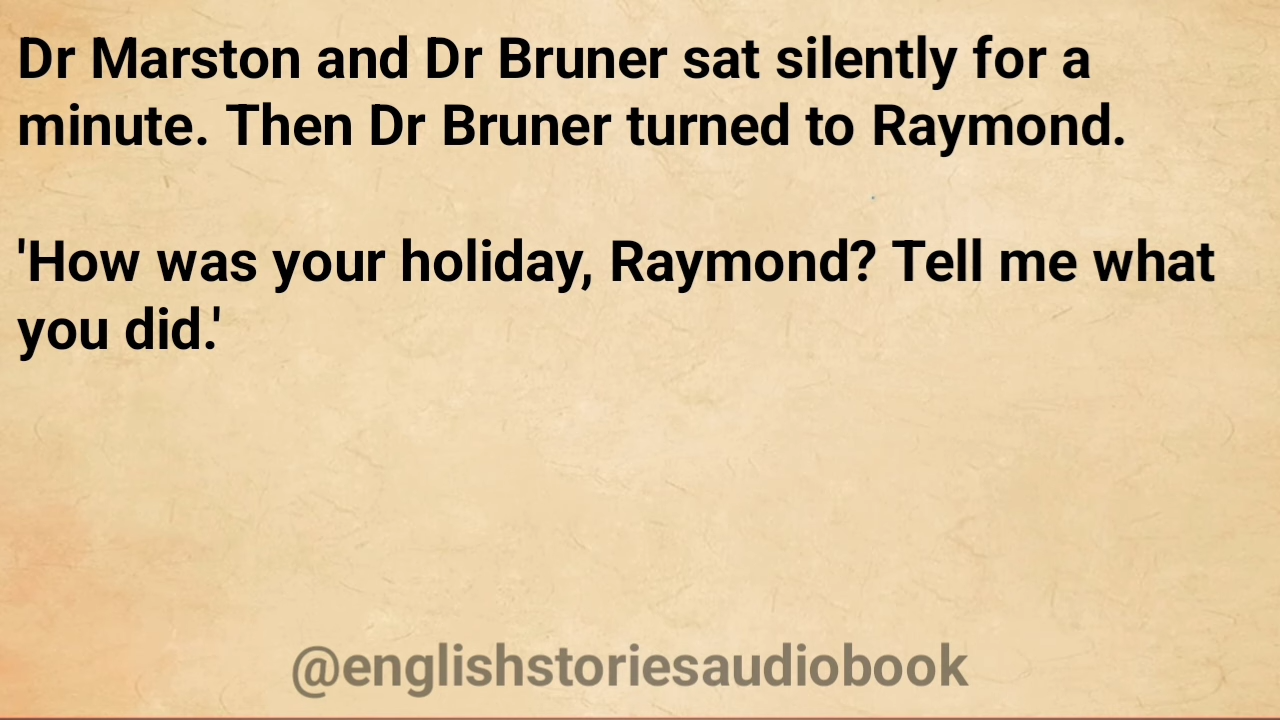 Dr Marston and Dr Bruner sat silently for a
minute. Then Dr Bruner turned to Raymond.
'How was your holiday, Raymond? Tell me what
you did.'
@englishstoriesaudiobook